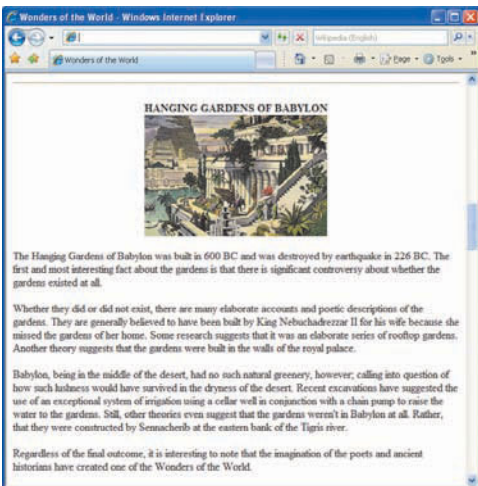 Wonders of the World - Windows Internet Explorer
Wikipedia (English)
Wonders of the World
Page
Tools
HANGING GARDENS OF BABYLON
The Hanging Gardens of Babylon was built in 600 BC and was destroyed by earthquake in 226 BC. The
first and most interesting fact about the gardens is that there is significant controversy about whether the
gardens existed at all.
Whether they did or did not exist, there are many elaborate accounts and poetic descriptions of the
gardens. They are generally believed to have been built by King Nebuchadrezzar II for his wife because she
missed the gardens of her home. Some research suggests that it was an elaborate series of rooftop gardens.
Another theory suggests that the gardens were built in the walls of the royal palace.
Babylon, being in the middle of the desert, had no such natural greenery, however; calling into question of
how such lushness would have survived in the dryness of the desert. Recent excavations have suggested the
use of an exceptional system of irrigation using a cellar well in conjunction with a chain pump to raise the
water to the gardens. Still, other theories even suggest that the gardens weren't in Babylon at all. Rather,
that they were constructed by Sennacherib at the eastern bank of the Tigris river.
Regardless of the final outcome, it is interesting to note that the imagination of the poets and ancient
historians have created one of the Wonders of the World.